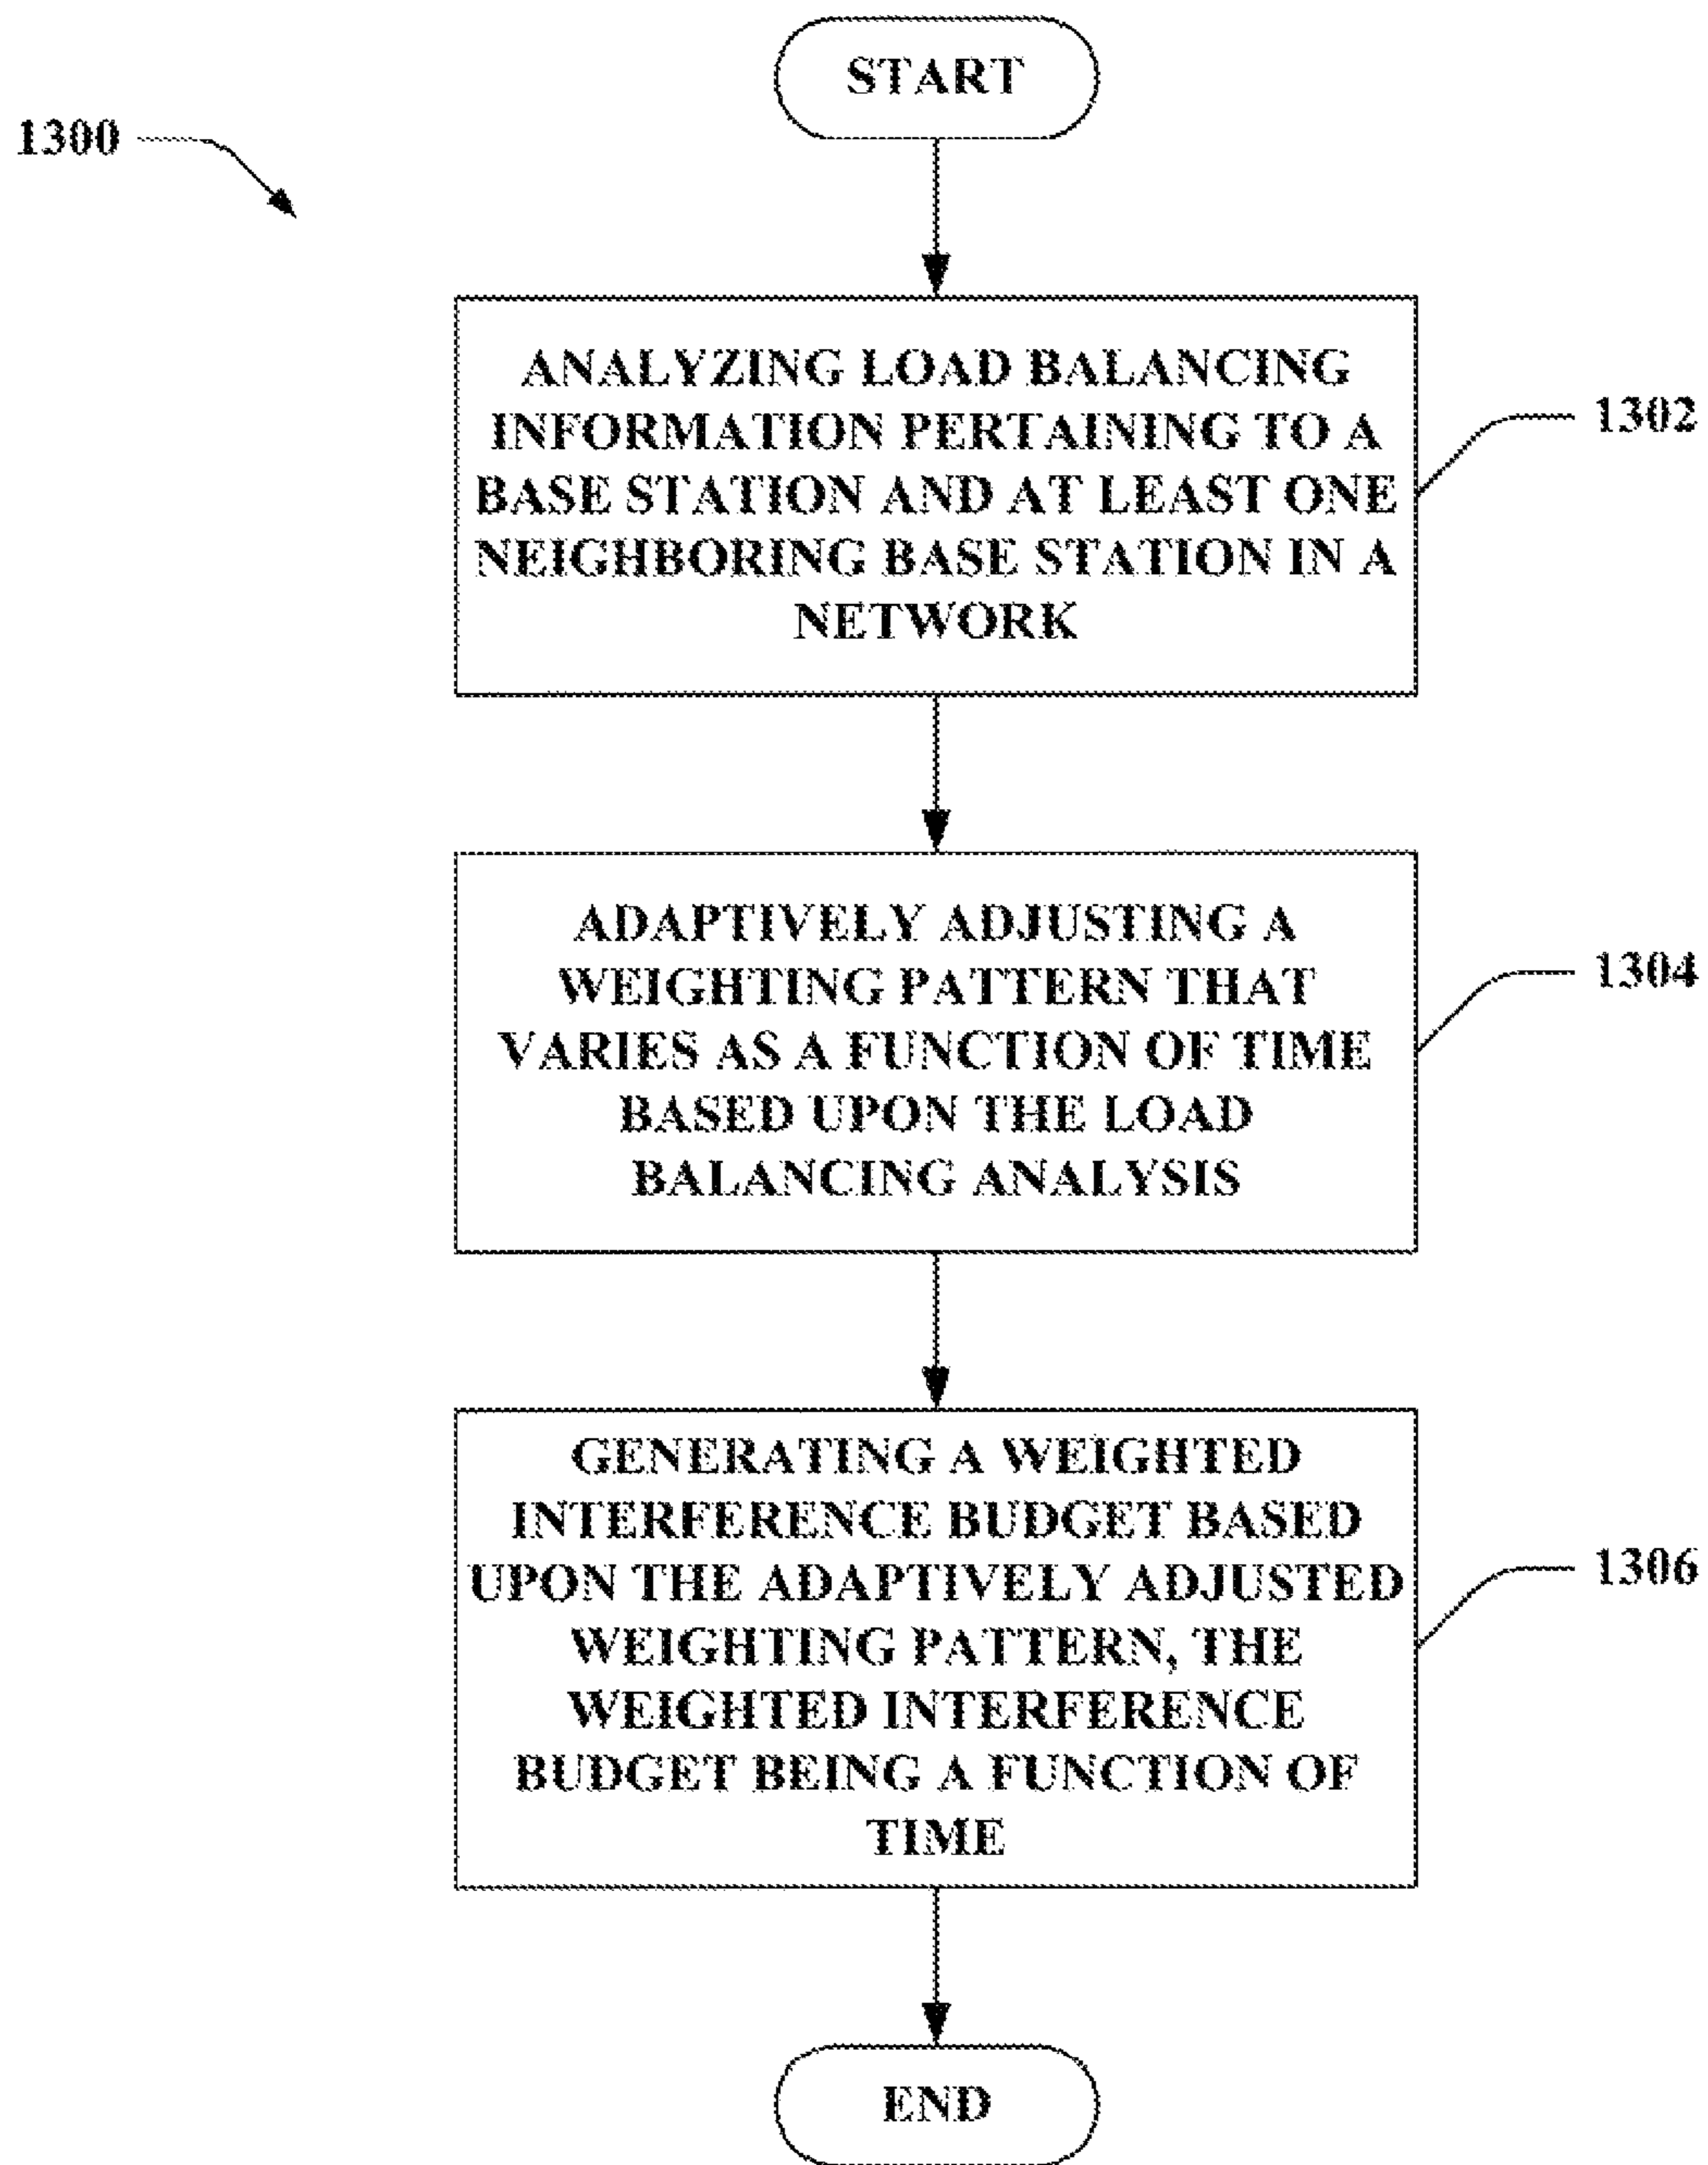 START
1300
ANALYZING LOAD BALANCING
INFORMATION PERTAINING TO A
BASE STATION AND AT LEAST ONE
NEIGHBORING BASE STATION IN A
NETWORK
1302
ADAPTIVELY ADJUSTING A
WEIGHTING PATTERN THAT
VARIES AS A FUNCTION OF TIME
BASED UPON THE LOAD
BALANCING ANALYSIS
1304
GENERATING A WEIGHTED
INTERFERENCE BUDGET BASED
UPON THE ADAPTIVELY ADJUSTED
WEIGHTING PATTERN, THE
WEIGHTED INTERFERENCE
BUDGET BEING A FUNCTION OF
TIME
1306
END